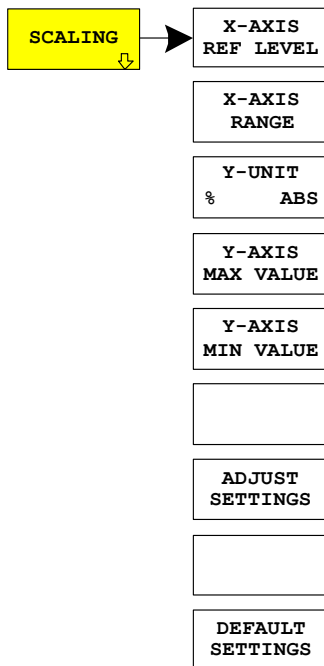 SCALING
X-AXIS
REF LEVEL
X-AXIS
RANGE
Y-UNIT
% ABS
Y-AXIS
MAX VALUE
Y-AXIS
MIN VALUE
ADJUST
SETTINGS
DEFAULT
SETTINGS